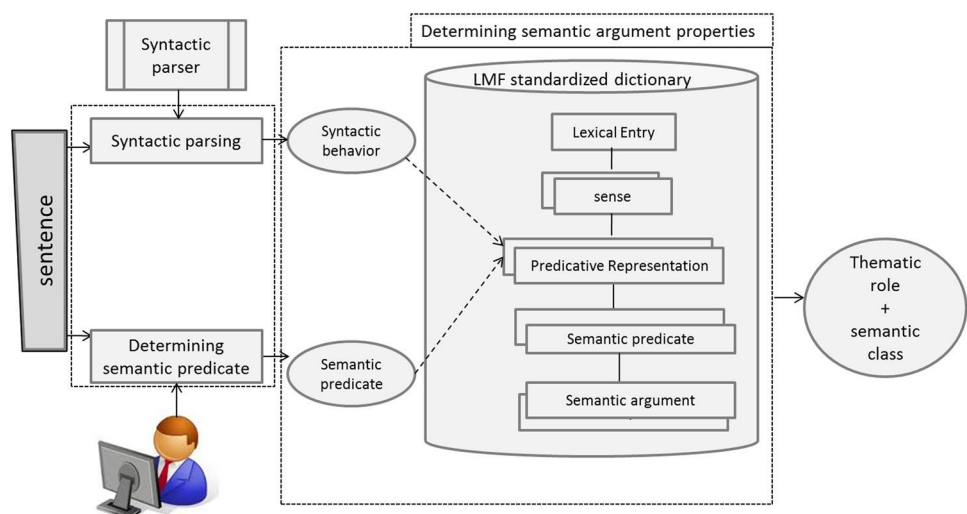 Determining semantic argument properties
Syntactic
parser
LMF standardized dictionary
sentence
Syntactic parsing
Syntactic
behavior
Lexical Entry
sense
Predicative Representation
Thematic
role
+
semantic
class
Determining
semantic predicate
Semantic
predicate
Semantic predicate
Semantic argument